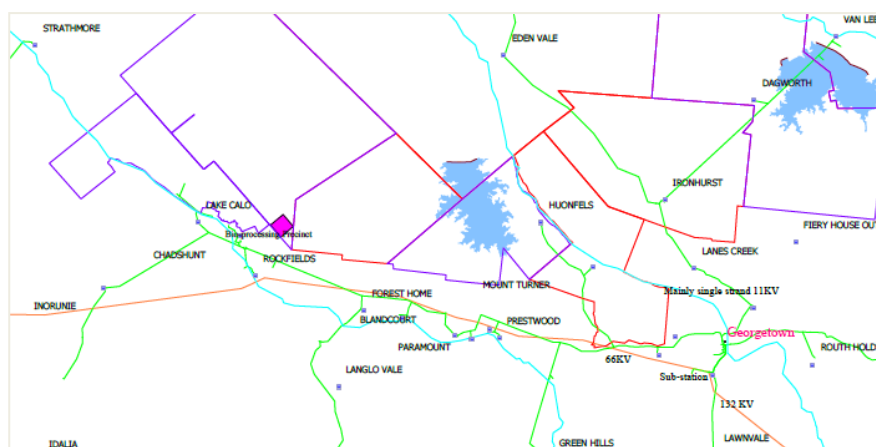 STRATHMORE
EDEN VALE
VAN LEE
DAGWORTH
IRONHURST
LAKE CALO
HUONFELS
FIERY HOUSE OUT
Bioprocessing Precinct
LANES CREEK
CHADSHUNT
ROCKFIELDS
MOUNT TURNER
Mainly single strand 11KV
FOREST HOME
INORUNIE
BLANDCOURT
PRESTWOOD
Georgetown
PARAMOUNT
ROUTH HOLD
66KV
LANGLO VALE
Sub-station
132 KV
IDALIA
GREEN HILLS
LAWNVALE